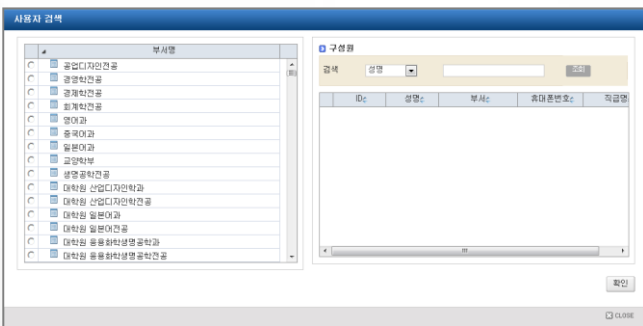 사용자 검색
부서명
공업디자인전공
경영학전공
경제학전공
회계학전공
영어과
중국어과
일본어과
교양학부
생명공학전공
대학원 산업디자인학과
대학원 산업디자인학전공
대학원 일본어과
대학원 일본어전공
대학원 응용화학생명공학과
대학원 응용화학생명공학전공
구성원
검색 성명 조회
ID 성명 부서 휴대폰번호 직급명
확인
CLOSE